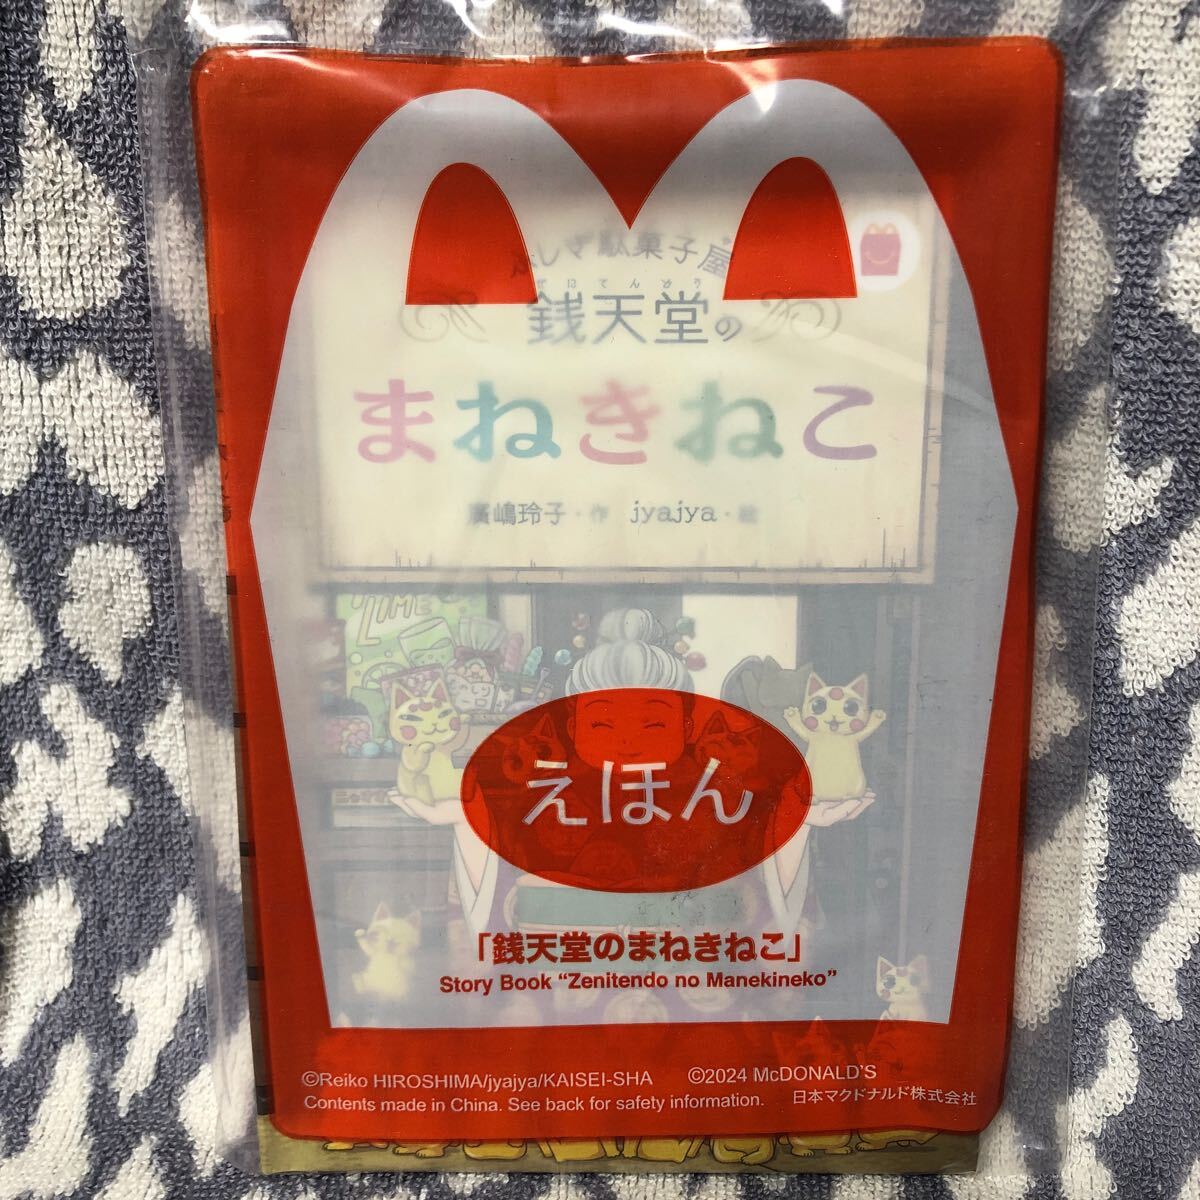 ふしぎ駄菓子屋
ぜにてんどう
銭天堂の
まねきねこ
廣嶋玲子・作 jyajya・絵
LIME
えほん
「銭天堂のまねきねこ」
Story Book “Zenitendo no Manekineko”
©Reiko HIROSHIMA/jyajya/KAISEI-SHA ©2024 McDONALD'S
Contents made in China. See back for safety information. 日本マクドナルド株式会社